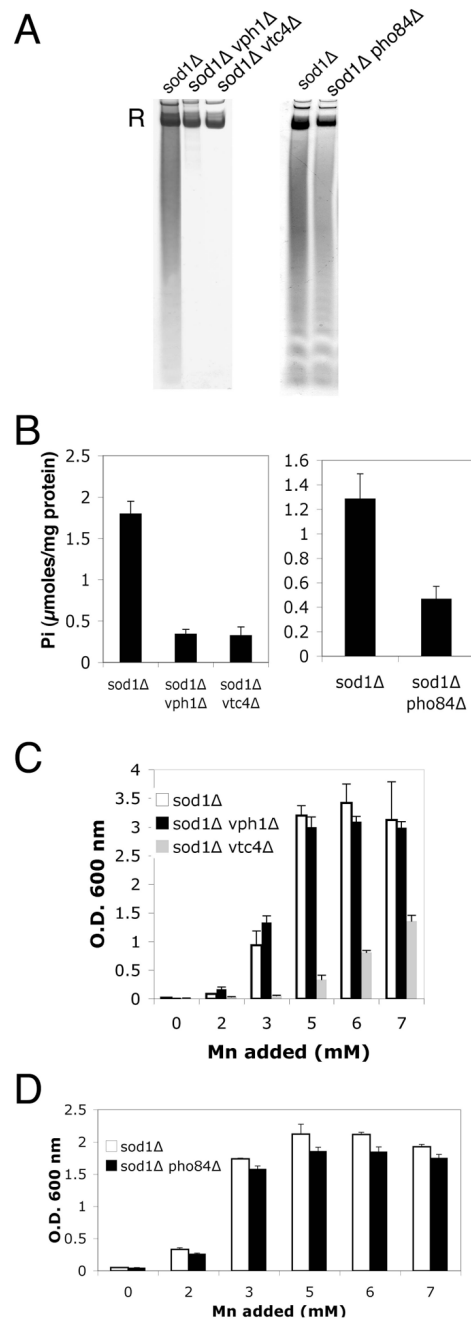 A
sod1Δ
sod1Δ vph1Δ
sod1Δ vtc4Δ
sod1Δ
sod1Δ pho84Δ
R
B
Pi (µmoles/mg protein)
2.5
2
1.5
1
0.5
0
sod1Δ
sod1Δ vph1Δ
sod1Δ vtc4Δ
1.6
1.4
1.2
1
0.8
0.6
0.4
0.2
0
sod1Δ
sod1Δ pho84Δ
C
O.D. 600 nm
4
3.5
3
2.5
2
1.5
1
0.5
0
sod1Δ
sod1Δ vph1Δ
sod1Δ vtc4Δ
0 2 3 5 6 7
Mn added (mM)
D
O.D. 600 nm
2.5
2
1.5
1
0.5
0
sod1Δ
sod1Δ pho84Δ
0 2 3 5 6 7
Mn added (mM)